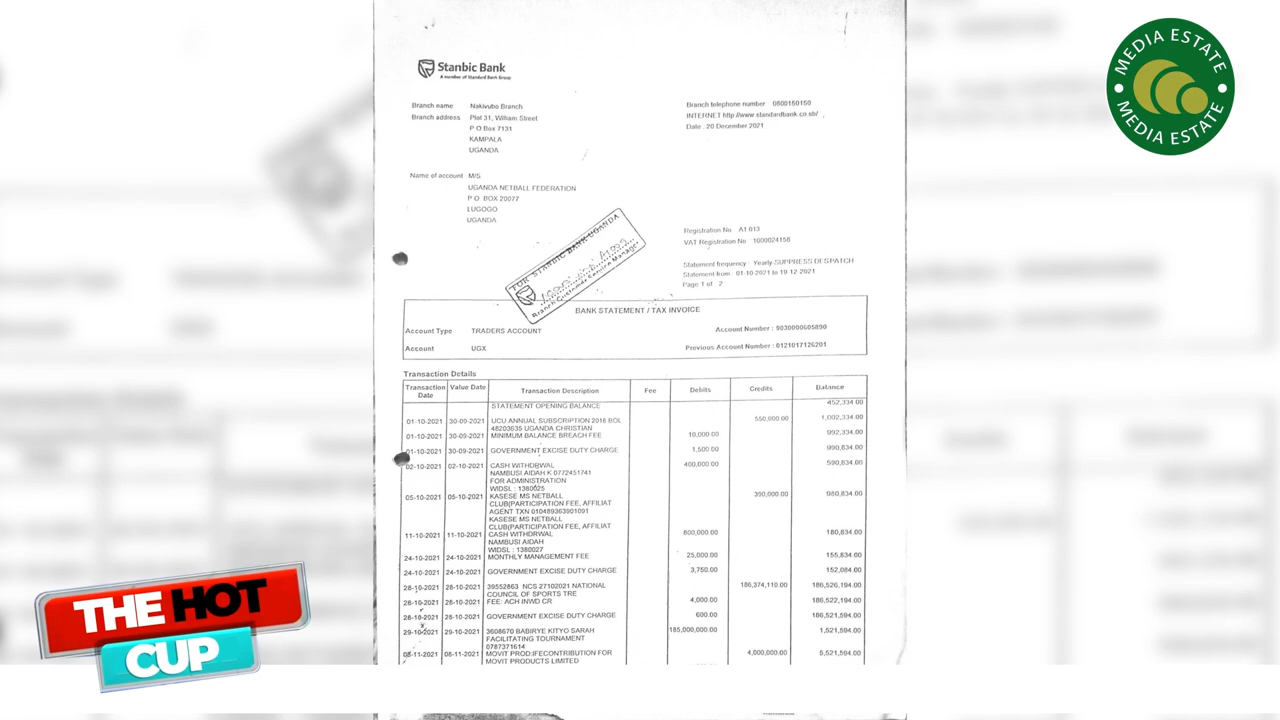 Stanbic Bank
A member of Standard Bank Group
Branch name Nakivubo Branch
Branch address Plot 31, William Street
P O Box 7131
KAMPALA
UGANDA
Branch telephone number 0800150150
INTERNET http://www.standardbank.co.sb/
Date : 20 December 2021
Name of account M/S
UGANDA NETBALL FEDERATION
P O BOX 20077
LUGOGO
UGANDA
FOR STANBIC BANK UGANDA
Branch Customer Service Manager
Registration No A1 013
VAT Registration No 1000024158
Statement frequency : Yearly-SUPPRESS DESPATCH
Statement from : 01-10-2021 to 19-12-2021
Page 1 of 2
BANK STATEMENT / TAX INVOICE
Account Type TRADERS ACCOUNT
Account Number : 9030000605890
Account UGX
Previous Account Number : 0121017126201
Transaction Details
Transaction Date Value Date Transaction Description Fee Debits Credits Balance
STATEMENT OPENING BALANCE 452,334.00
01-10-2021 30-09-2021 UCU ANNUAL SUBSCRIPTION 2018 BOL 550,000.00 1,002,334.00
48203635 UGANDA CHRISTIAN
01-10-2021 30-09-2021 MINIMUM BALANCE BREACH FEE 10,000.00 992,334.00
01-10-2021 30-09-2021 GOVERNMENT EXCISE DUTY CHARGE 1,500.00 990,834.00
02-10-2021 02-10-2021 CASH WITHDRWAL 400,000.00 590,834.00
NAMBUSI AIDAH K 0772451741
FOR ADMINISTRATION
WIDSL : 1380025
05-10-2021 05-10-2021 KASESE MS NETBALL 390,000.00 980,834.00
CLUB(PARTICIPATION FEE, AFFILIAT
AGENT TXN 010489363901091
KASESE MS NETBALL
CLUB(PARTICIPATION FEE, AFFILIAT
11-10-2021 11-10-2021 CASH WITHDRWAL 800,000.00 180,834.00
NAMBUSI AIDAH
WIDSL : 1380027
24-10-2021 24-10-2021 MONTHLY MANAGEMENT FEE 25,000.00 155,834.00
24-10-2021 24-10-2021 GOVERNMENT EXCISE DUTY CHARGE 3,750.00 152,084.00
28-10-2021 28-10-2021 39552863 NCS 27102021 NATIONAL 186,374,110.00 186,526,194.00
COUNCIL OF SPORTS TRE
28-10-2021 28-10-2021 FEE: ACH INWD CR 4,000.00 186,522,194.00
28-10-2021 28-10-2021 GOVERNMENT EXCISE DUTY CHARGE 600.00 186,521,594.00
29-10-2021 29-10-2021 3608670 BABIRYE KITYO SARAH 185,000,000.00 1,521,594.00
FACILITATING TOURNAMENT
0787371614
08-11-2021 08-11-2021 MOVIT PROD:IFECONTRIBUTION FOR 4,000,000.00 5,521,594.00
MOVIT PRODUCTS LIMITED
MEDIA ESTATE
MEDIA ESTATE
THE HOT
CUP